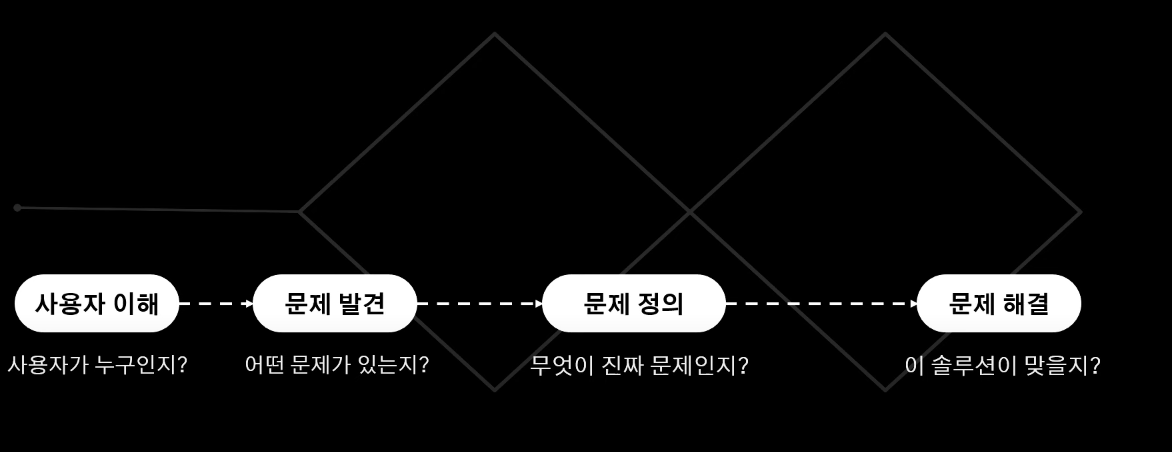 사용자 이해
문제 발견
문제 정의
문제 해결
사용자가 누구인지?
어떤 문제가 있는지?
무엇이 진짜 문제인지?
이 솔루션이 맞을지?